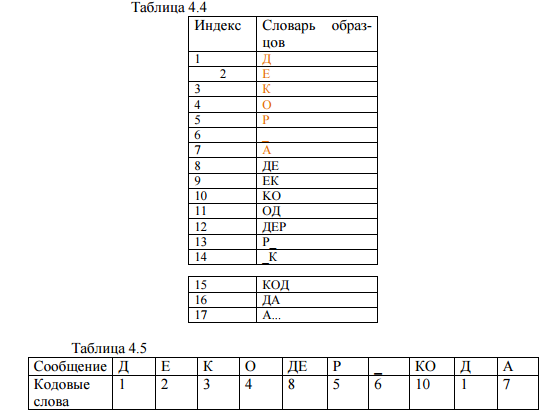 Таблица 4.4
Индекс Словарь образ-
цов
1 Д
2 Е
3 К
4 О
5 Р
6 _
7 А
8 ДЕ
9 ЕК
10 КО
11 ОД
12 ДЕР
13 Р_
14 _К
15 КОД
16 ДА
17 А...
Таблица 4.5
Сообщение Д Е К О ДЕ Р _ КО Д А
Кодовые 1 2 3 4 8 5 6 10 1 7
слова